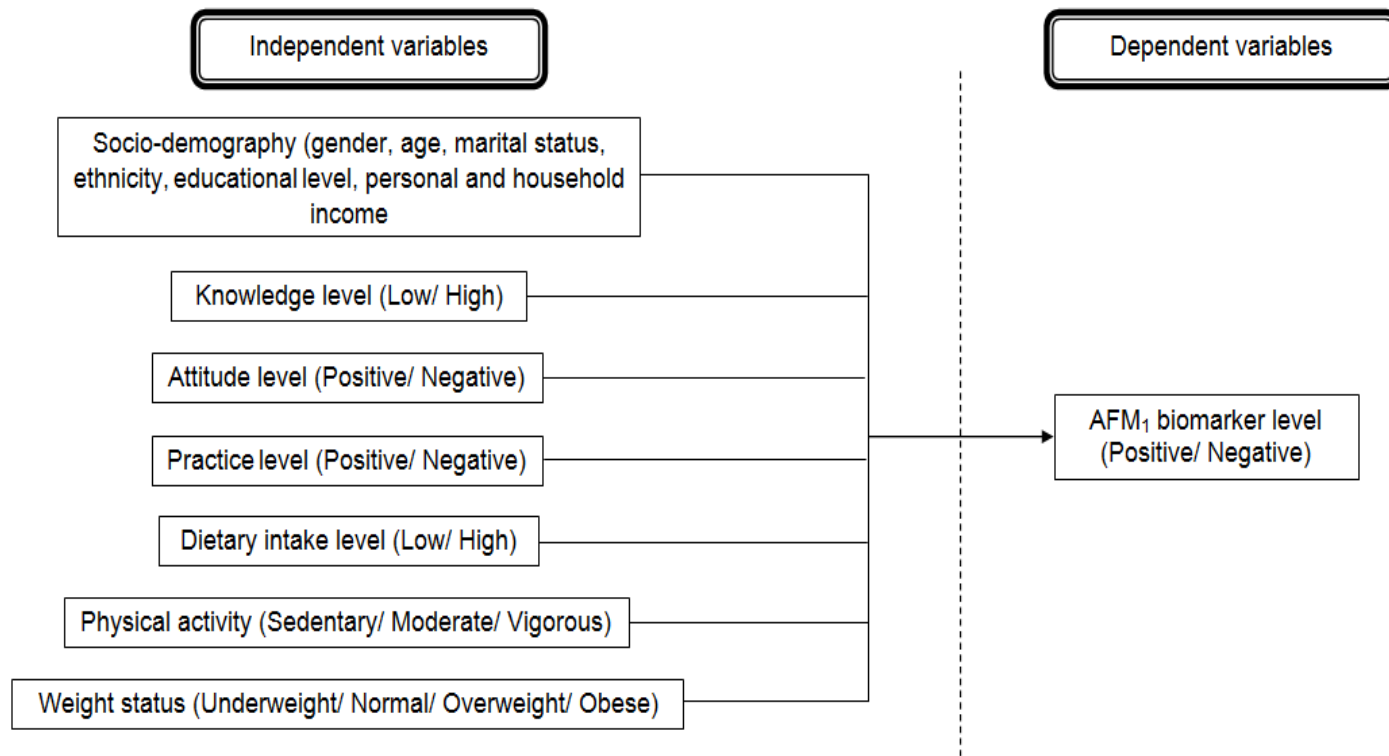 Independent variables
Dependent variables
Socio-demography (gender, age, marital status,
ethnicity, educational level, personal and household
income
Knowledge level (Low/ High)
Attitude level (Positive/ Negative)
Practice level (Positive/ Negative)
Dietary intake level (Low/ High)
Physical activity (Sedentary/ Moderate/ Vigorous)
Weight status (Underweight/ Normal/ Overweight/ Obese)
AFM₁ biomarker level
(Positive/ Negative)